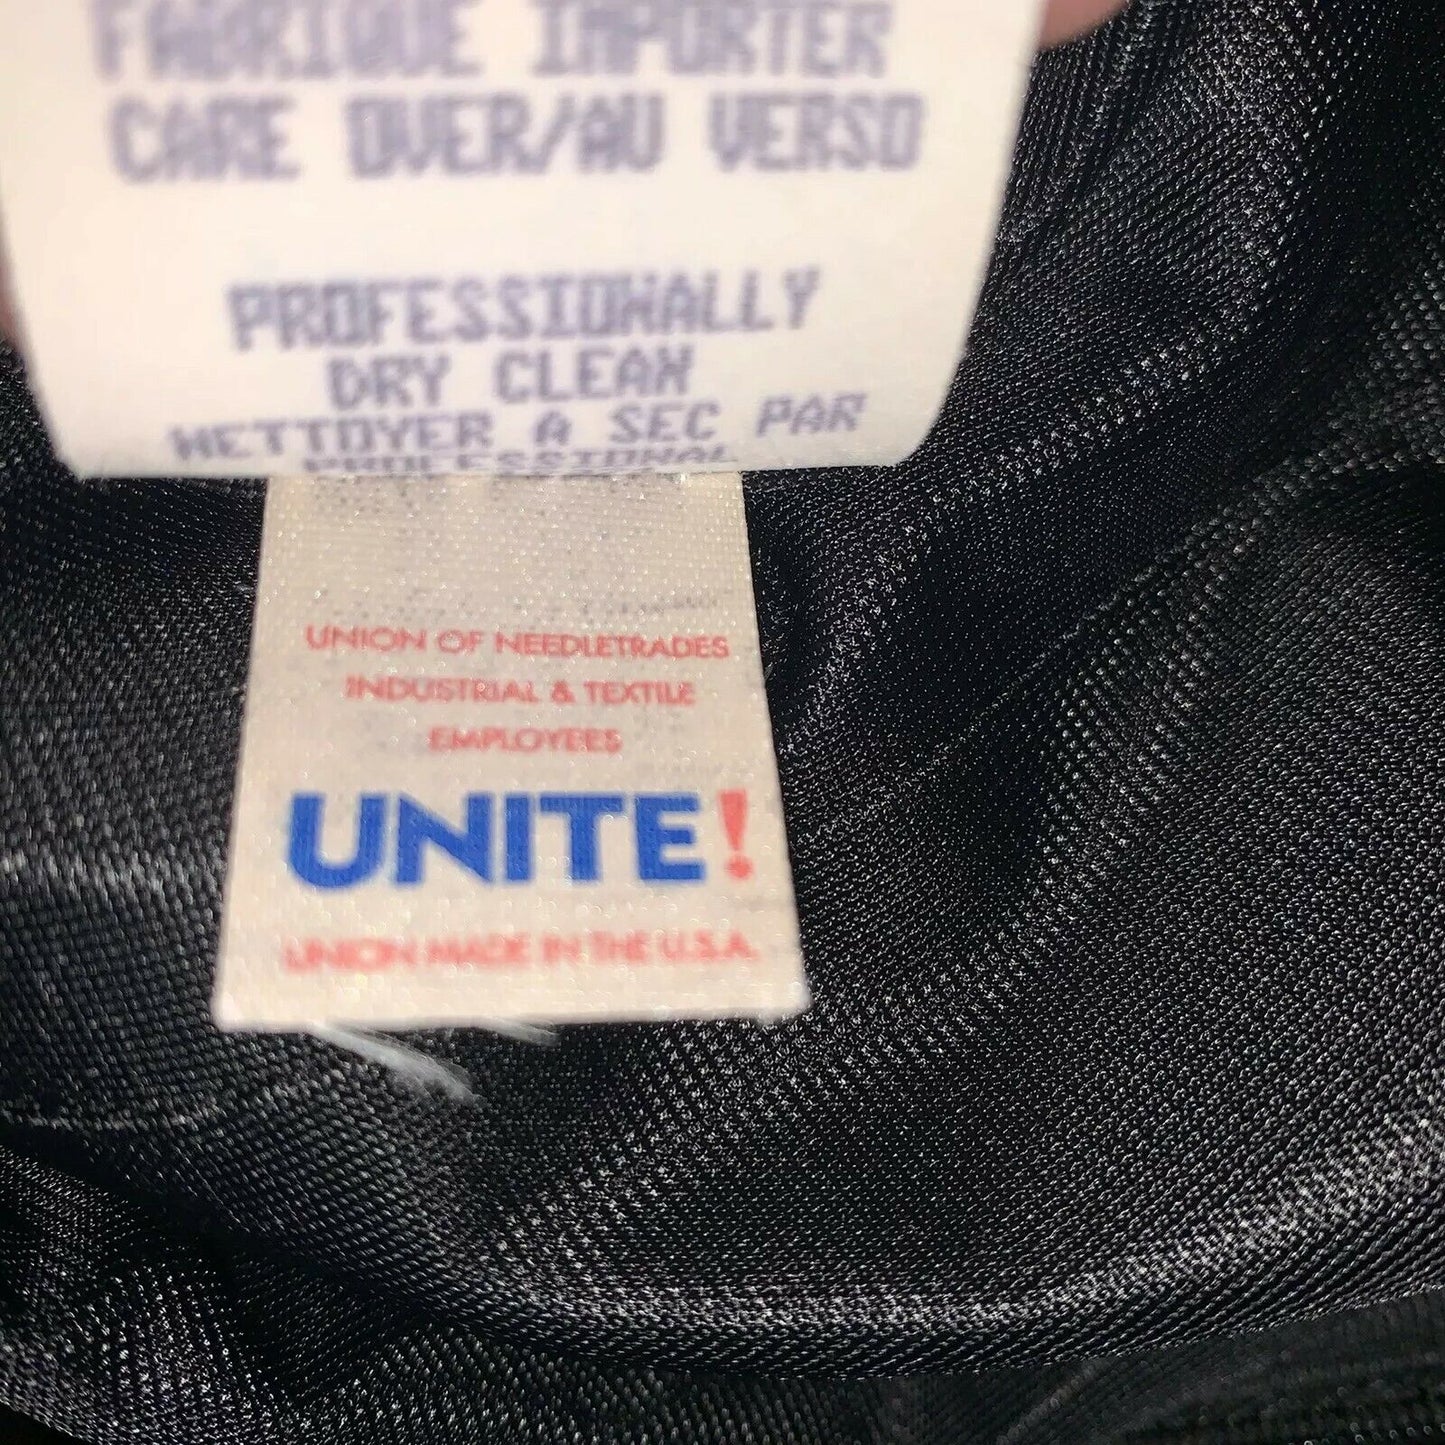 FABRIQUE IMPORTER
CARE OVER/AU VERSO
PROFESSIONALLY
DRY CLEAN
NETTOYER A SEC PAR
PROFESSIONAL
UNION OF NEEDLETRADES
INDUSTRIAL & TEXTILE
EMPLOYEES
UNITE!
UNION MADE IN THE U.S.A.